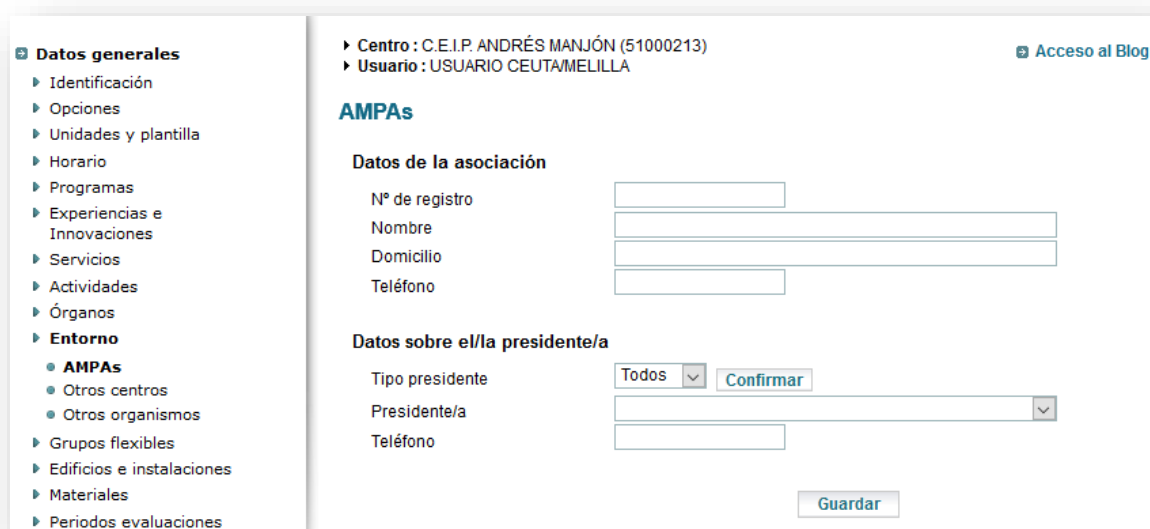 Datos generales
Identificación
Opciones
Unidades y plantilla
Horario
Programas
Experiencias e
Innovaciones
Servicios
Actividades
Órganos
Entorno
AMPAs
Otros centros
Otros organismos
Grupos flexibles
Edificios e instalaciones
Materiales
Periodos evaluaciones
Centro : C.E.I.P. ANDRÉS MANJÓN (51000213)
Usuario : USUARIO CEUTA/MELILLA
Acceso al Blog
AMPAs
Datos de la asociación
Nº de registro
Nombre
Domicilio
Teléfono
Datos sobre el/la presidente/a
Tipo presidente Todos Confirmar
Presidente/a
Teléfono
Guardar